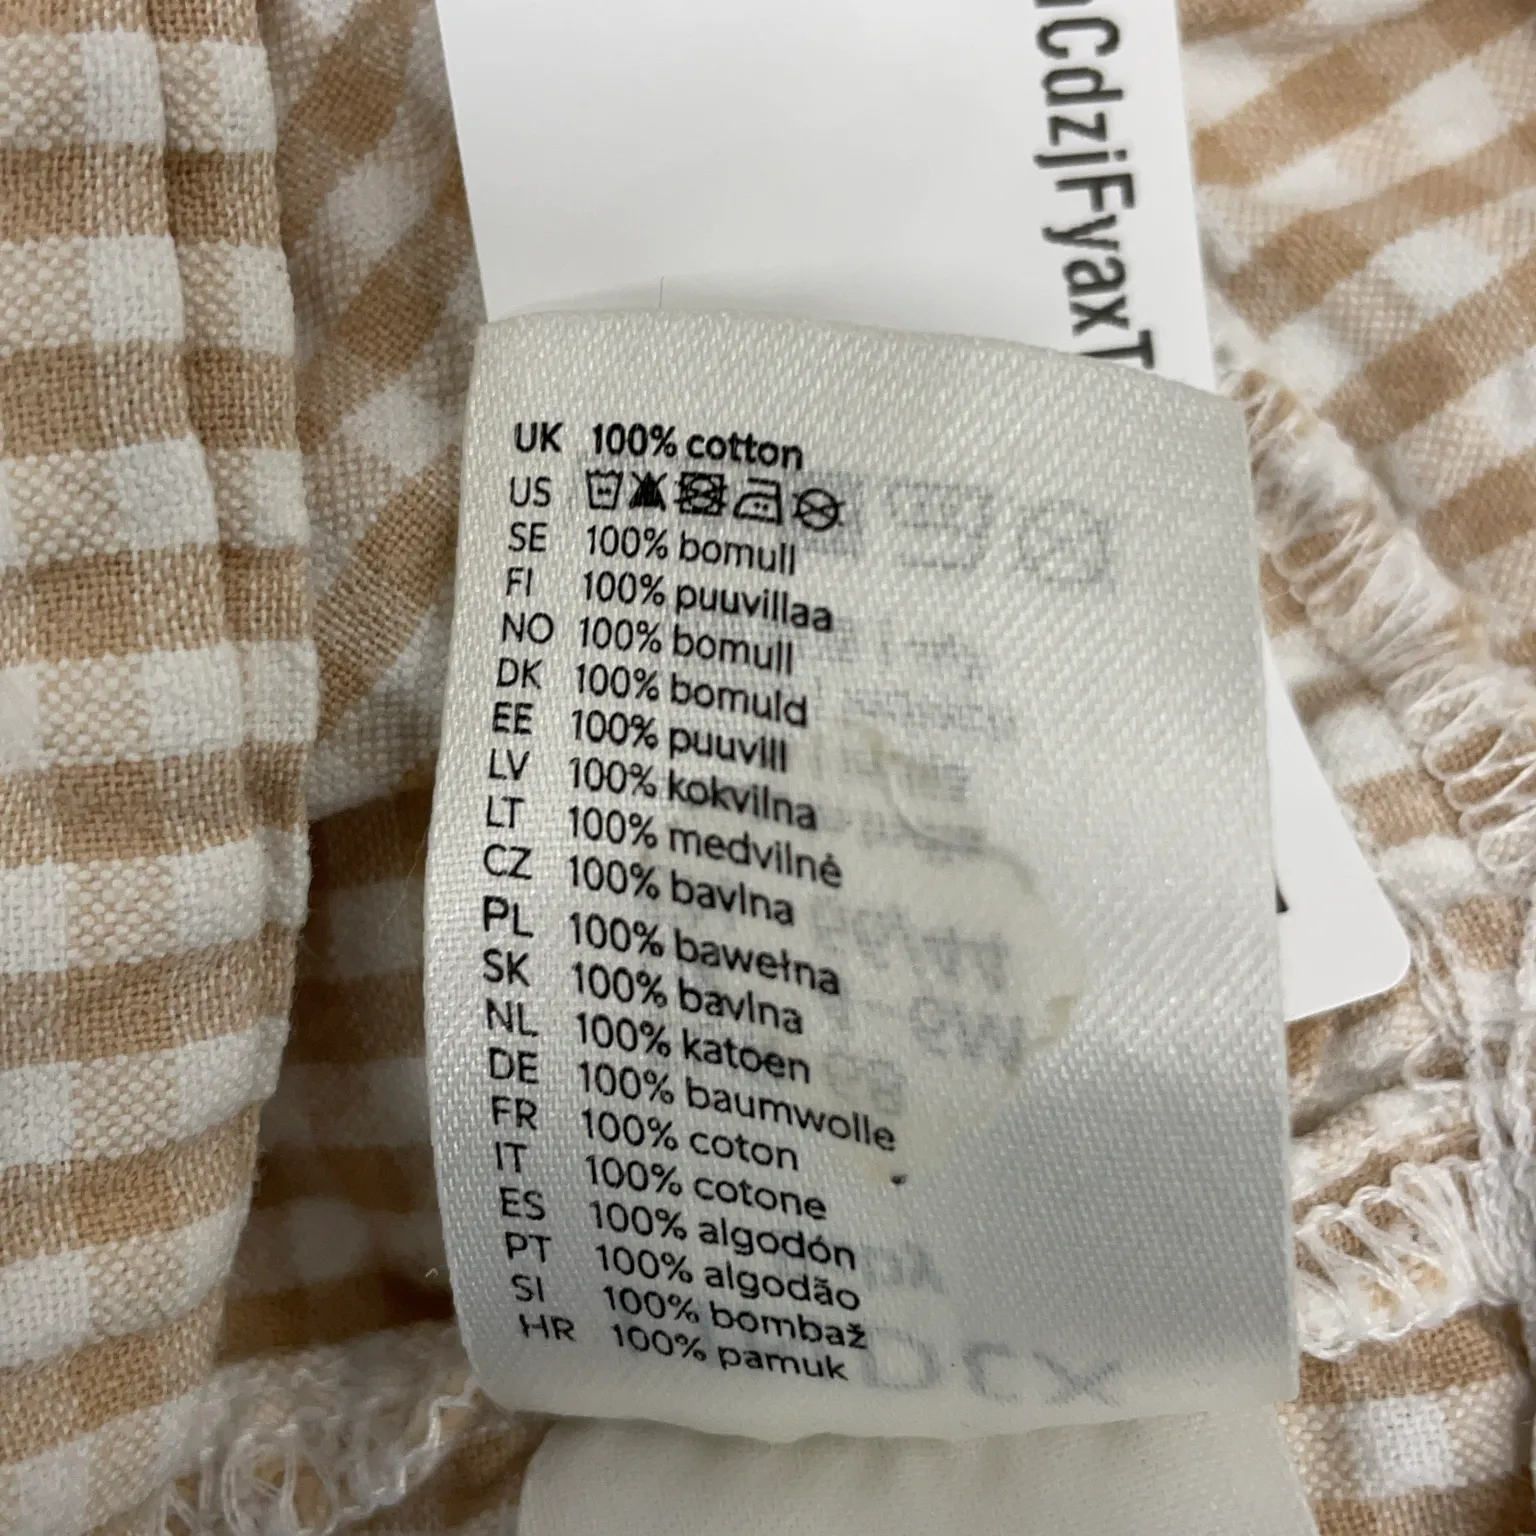 CdzjFyaxT
UK 100% cotton
US
SE 100% bomull
FI 100% puuvillaa
NO 100% bomull
DK 100% bomuld
EE 100% puuvill
LV 100% kokvilna
LT 100% medvilnė
CZ 100% bavlna
PL 100% bawełna
SK 100% bavlna
NL 100% katoen
DE 100% baumwolle
FR 100% coton
IT 100% cotone
ES 100% algodón
PT 100% algodão
SI 100% bombaž
HR 100% pamuk